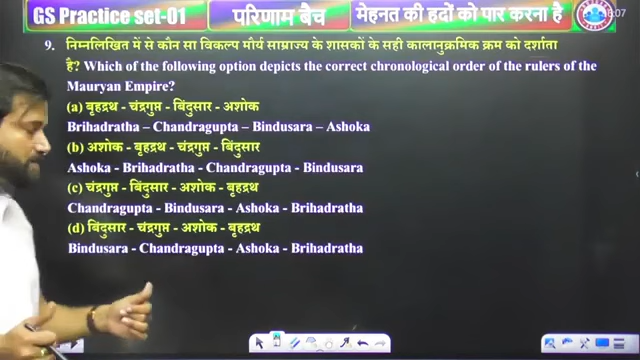 GS Practice set-01
परिणाम बैच
मेहनत की हदों को पार करना है
9. निम्नलिखित में से कौन सा विकल्प मौर्य साम्राज्य के शासकों के सही कालानुक्रमिक क्रम को दर्शाता
है? Which of the following option depicts the correct chronological order of the rulers of the
Mauryan Empire?
(a) बृहद्रथ - चंद्रगुप्त - बिंदुसार - अशोक
Brihadratha – Chandragupta – Bindusara – Ashoka
(b) अशोक - बृहद्रथ - चंद्रगुप्त - बिंदुसार
Ashoka - Brihadratha - Chandragupta - Bindusara
(c) चंद्रगुप्त - बिंदुसार - अशोक - बृहद्रथ
Chandragupta - Bindusara - Ashoka - Brihadratha
(d) बिंदुसार - चंद्रगुप्त - अशोक - बृहद्रथ
Bindusara - Chandragupta - Ashoka - Brihadratha